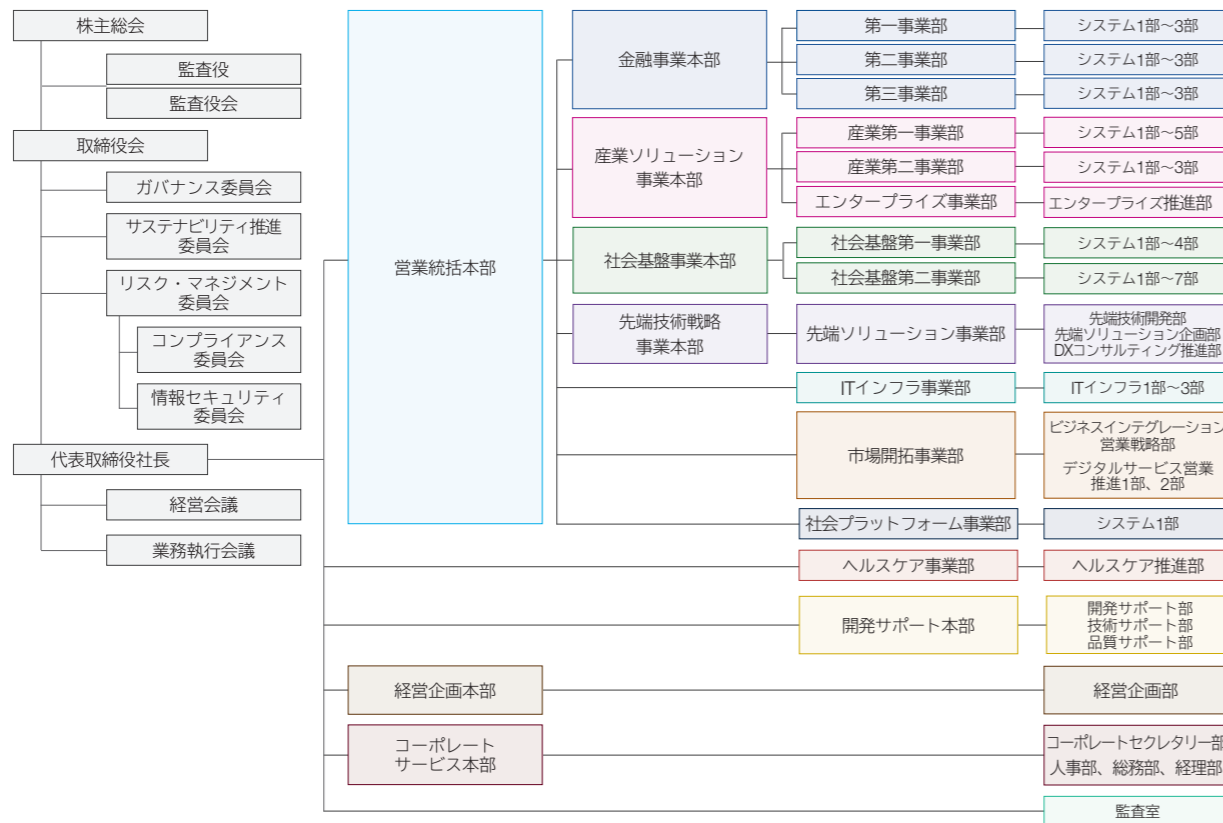 株主総会
監査役
監査役会
取締役会
ガバナンス委員会
サステナビリティ推進
委員会
リスク・マネジメント
委員会
コンプライアンス
委員会
情報セキュリティ
委員会
代表取締役社長
経営会議
業務執行会議
営業統括本部
金融事業本部
第一事業部
システム1部〜3部
第二事業部
システム1部〜3部
第三事業部
システム1部〜3部
産業ソリューション
事業本部
産業第一事業部
システム1部〜5部
産業第二事業部
システム1部〜3部
エンタープライズ事業部
エンタープライズ推進部
社会基盤事業本部
社会基盤第一事業部
システム1部〜4部
社会基盤第二事業部
システム1部〜7部
先端技術戦略
事業本部
先端ソリューション事業部
先端技術開発部
先端ソリューション企画部
DXコンサルティング推進部
ITインフラ事業部
ITインフラ1部〜3部
市場開拓事業部
ビジネスインテグレーション
営業戦略部
デジタルサービス営業
推進1部、2部
社会プラットフォーム事業部
システム1部
ヘルスケア事業部
ヘルスケア推進部
開発サポート本部
開発サポート部
技術サポート部
品質サポート部
経営企画本部
経営企画部
コーポレート
サービス本部
コーポレートセクレタリー部
人事部、総務部、経理部
監査室